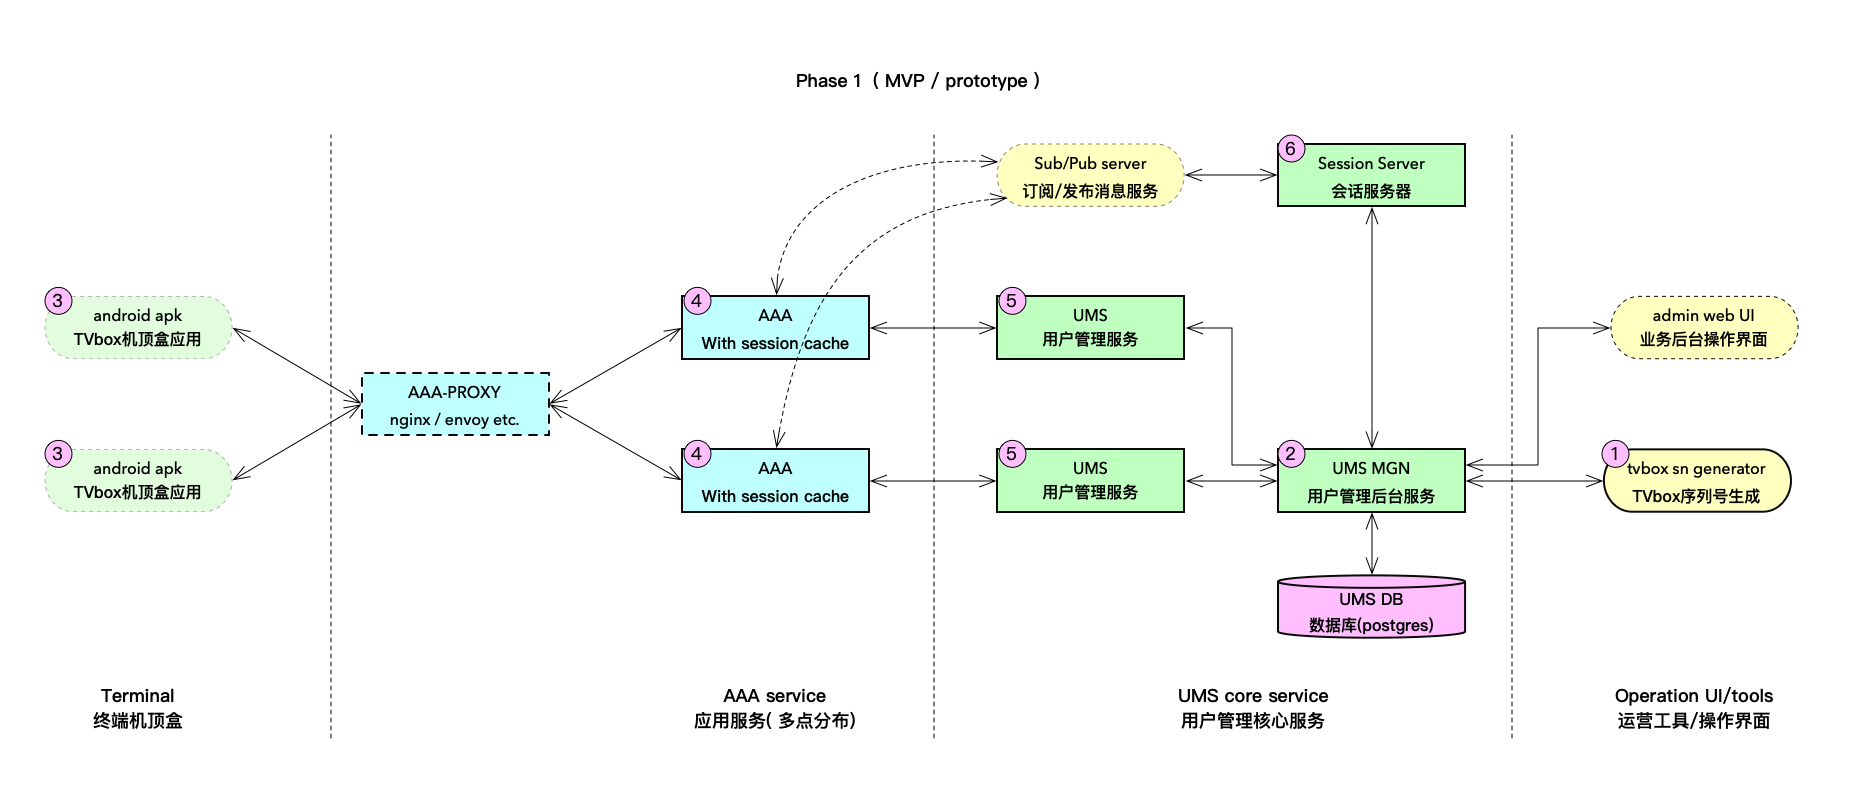 Phase 1（ MVP / prototype ）
3
android apk
TVbox机顶盒应用
3
android apk
TVbox机顶盒应用
AAA-PROXY
nginx / envoy etc.
4
AAA
With session cache
4
AAA
With session cache
Sub/Pub server
订阅/发布消息服务
6
Session Server
会话服务器
5
UMS
用户管理服务
5
UMS
用户管理服务
2
UMS MGN
用户管理后台服务
UMS DB
数据库(postgres)
admin web UI
业务后台操作界面
1
tvbox sn generator
TVbox序列号生成
Terminal
终端机顶盒
AAA service
应用服务( 多点分布)
UMS core service
用户管理核心服务
Operation UI/tools
运营工具/操作界面